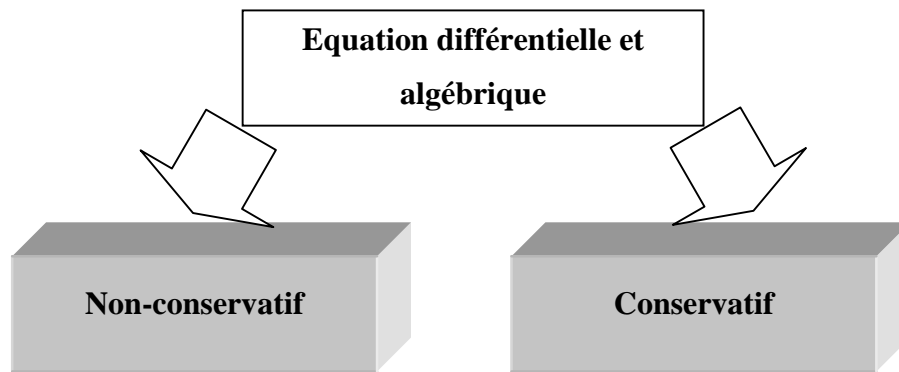 Equation différentielle et
algébrique
Non-conservatif
Conservatif